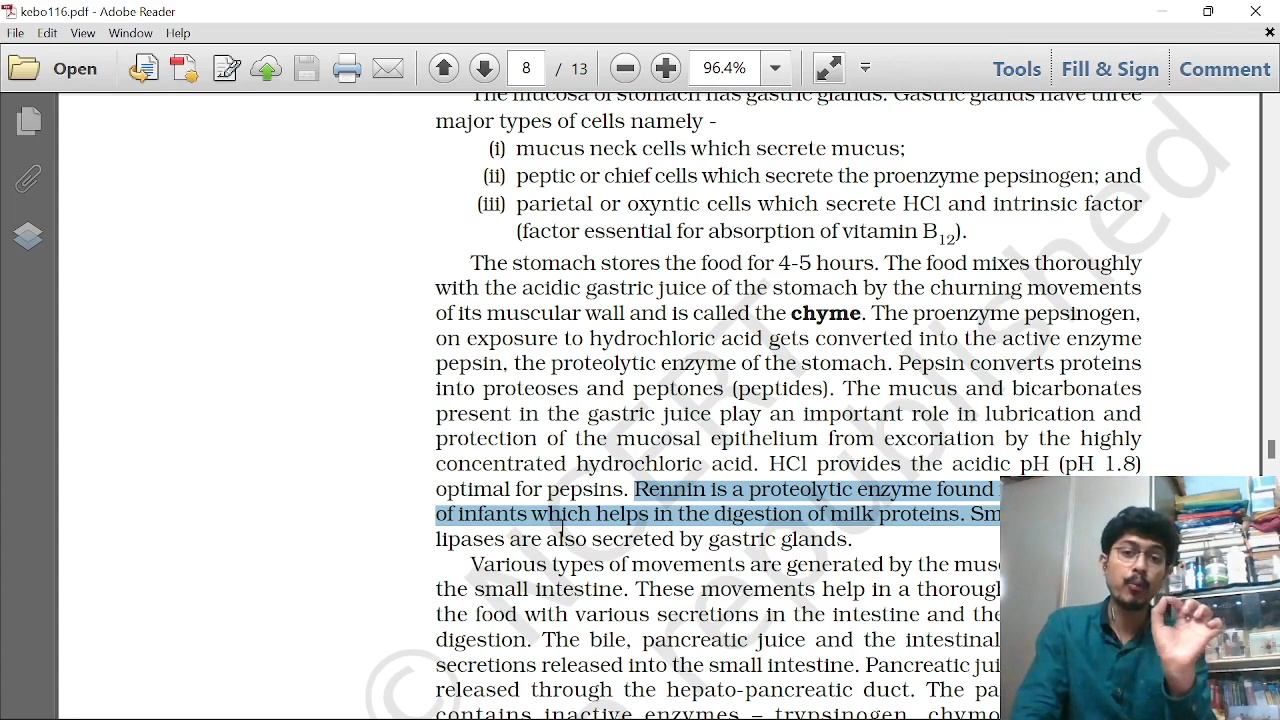 kebo116.pdf - Adobe Reader
File Edit View Window Help
Open 8 / 13 96.4% Tools Fill & Sign Comment
The mucosa of stomach has gastric glands. Gastric glands have three
major types of cells namely -
(i) mucus neck cells which secrete mucus;
(ii) peptic or chief cells which secrete the proenzyme pepsinogen; and
(iii) parietal or oxyntic cells which secrete HCl and intrinsic factor
(factor essential for absorption of vitamin B12).
The stomach stores the food for 4-5 hours. The food mixes thoroughly
with the acidic gastric juice of the stomach by the churning movements
of its muscular wall and is called the chyme. The proenzyme pepsinogen,
on exposure to hydrochloric acid gets converted into the active enzyme
pepsin, the proteolytic enzyme of the stomach. Pepsin converts proteins
into proteoses and peptones (peptides). The mucus and bicarbonates
present in the gastric juice play an important role in lubrication and
protection of the mucosal epithelium from excoriation by the highly
concentrated hydrochloric acid. HCl provides the acidic pH (pH 1.8)
optimal for pepsins. Rennin is a proteolytic enzyme found
of infants which helps in the digestion of milk proteins. Sm
lipases are also secreted by gastric glands.
Various types of movements are generated by the mus
the small intestine. These movements help in a thoroug
the food with various secretions in the intestine and the
digestion. The bile, pancreatic juice and the intestinal
secretions released into the small intestine. Pancreatic jui
released through the hepato-pancreatic duct. The pa
contains inactive enzymes – trypsinogen, chymo
© NCERT
republished